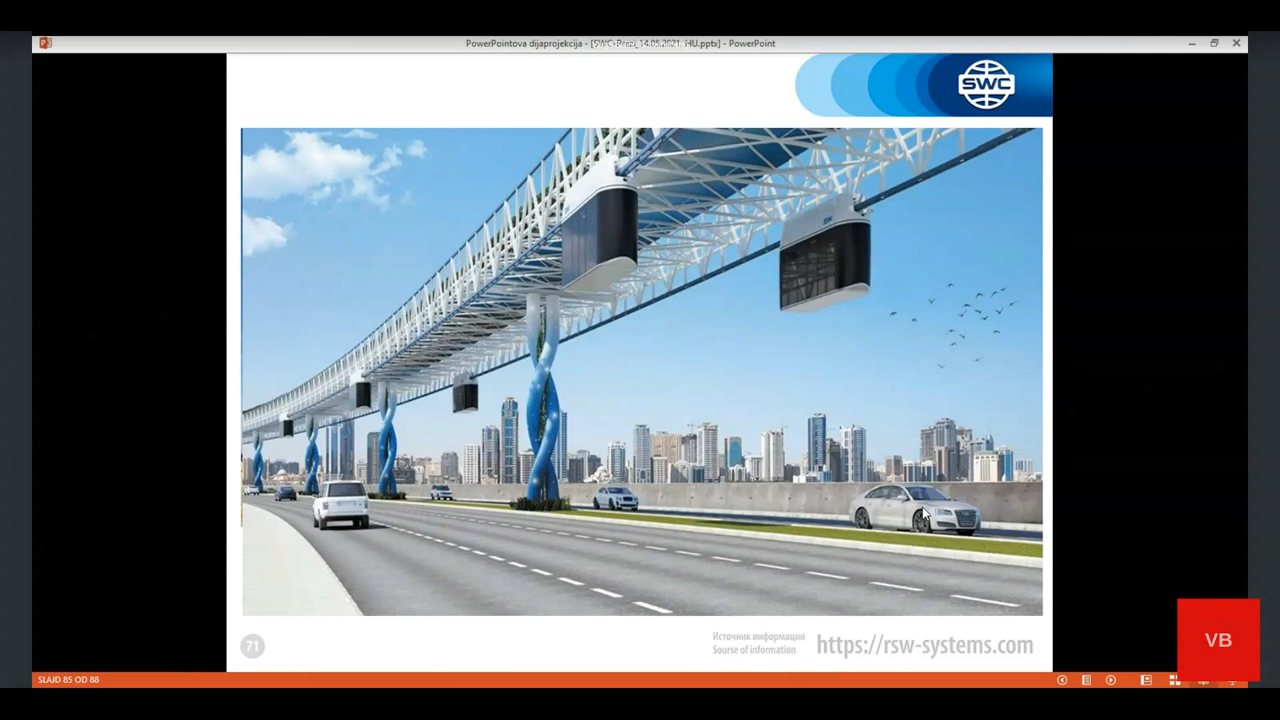 PowerPointova dijaprojekcija - [SWC-Prezi_14.05.2021.-HU.pptx] - PowerPoint
SWC
71
Источник информации
Sourse of information
https://rsw-systems.com
VB
SLAJD 85 OD 88